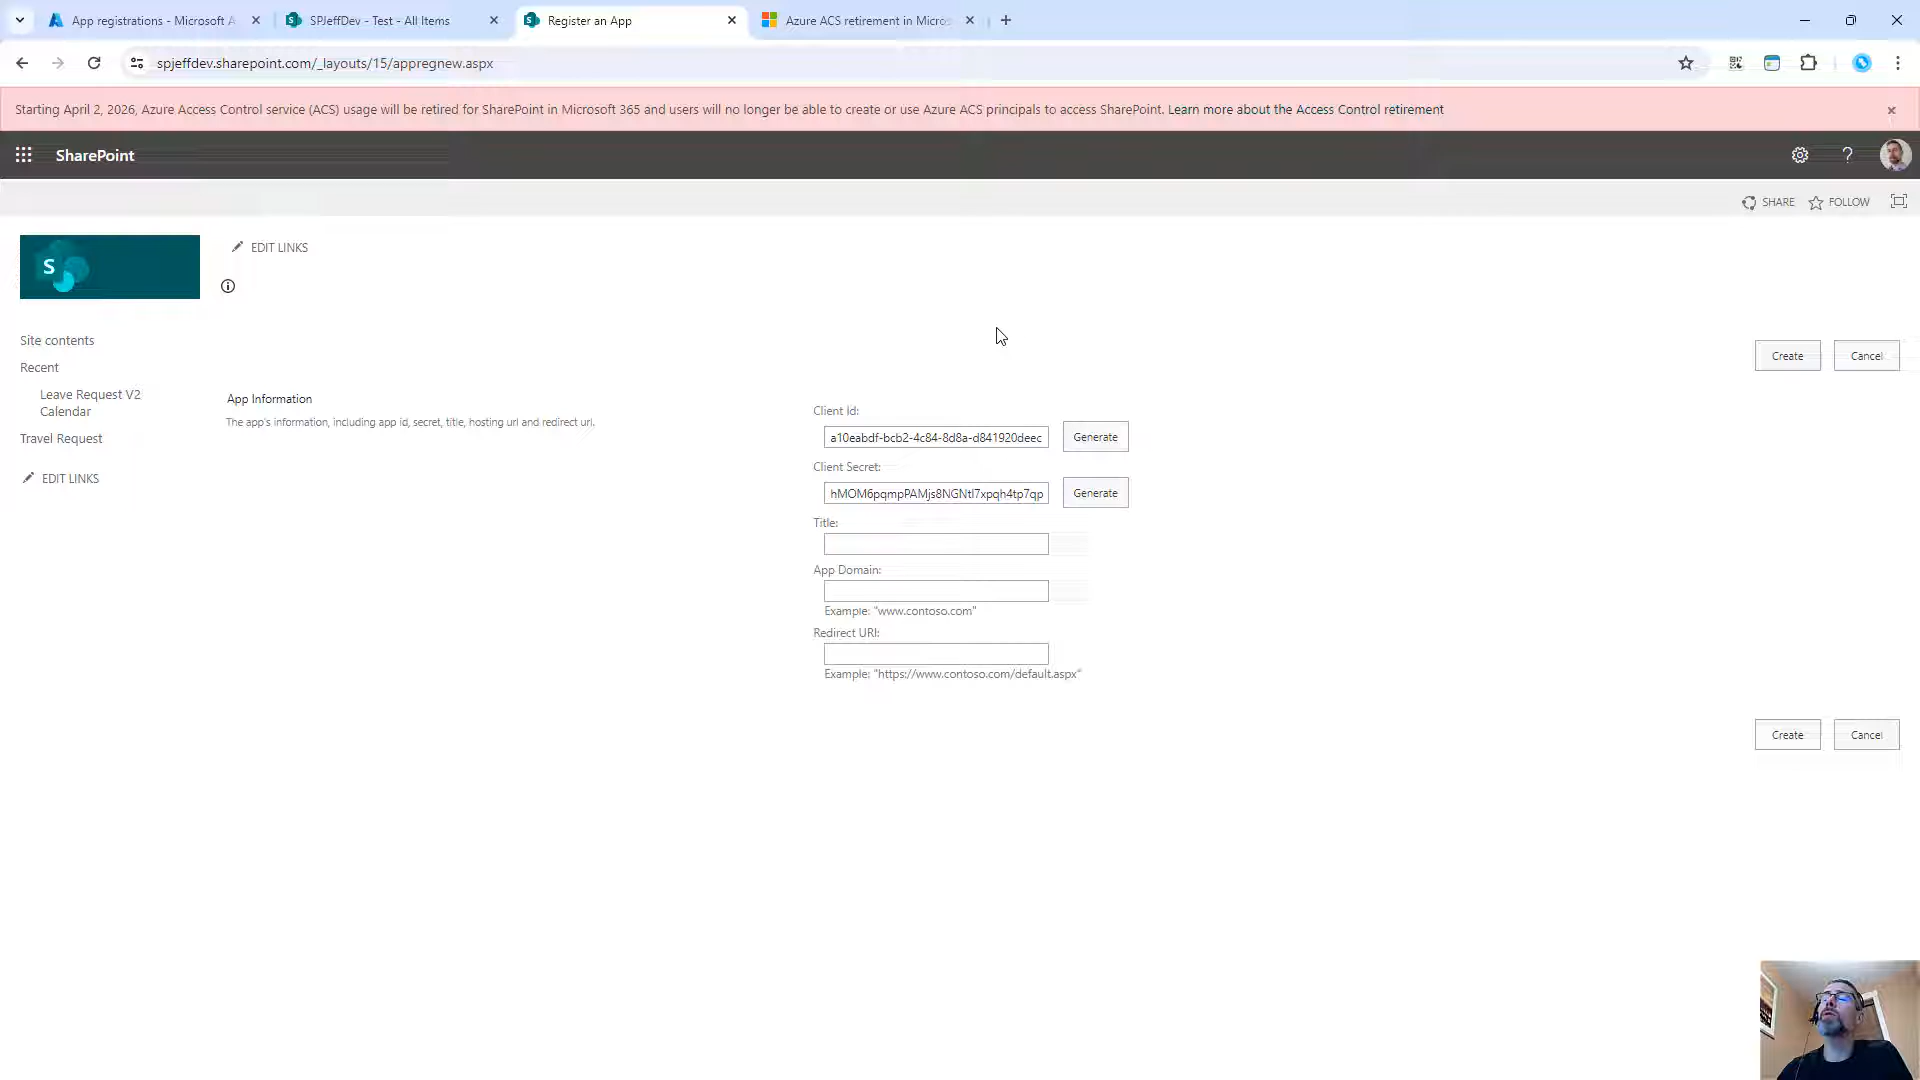 App registrations - Microsoft A
SPJeffDev - Test - All Items
Register an App
Azure ACS retirement in Micros
spjeffdev.sharepoint.com/_layouts/15/appregnew.aspx
Starting April 2, 2026, Azure Access Control service (ACS) usage will be retired for SharePoint in Microsoft 365 and users will no longer be able to create or use Azure ACS principals to access SharePoint. Learn more about the Access Control retirement
SharePoint
SHARE
FOLLOW
S
EDIT LINKS
Site contents
Recent
Leave Request V2
Calendar
Travel Request
EDIT LINKS
Create
Cancel
App Information
The app's information, including app id, secret, title, hosting url and redirect url.
Client Id:
a10eabdf-bcb2-4c84-8d8a-d841920deec
Generate
Client Secret:
hMOM6pqmpPAMjs8NGNtI7xpqh4tp7qp
Generate
Title:
App Domain:
Example: "www.contoso.com"
Redirect URI:
Example: "https://www.contoso.com/default.aspx"
Create
Cancel